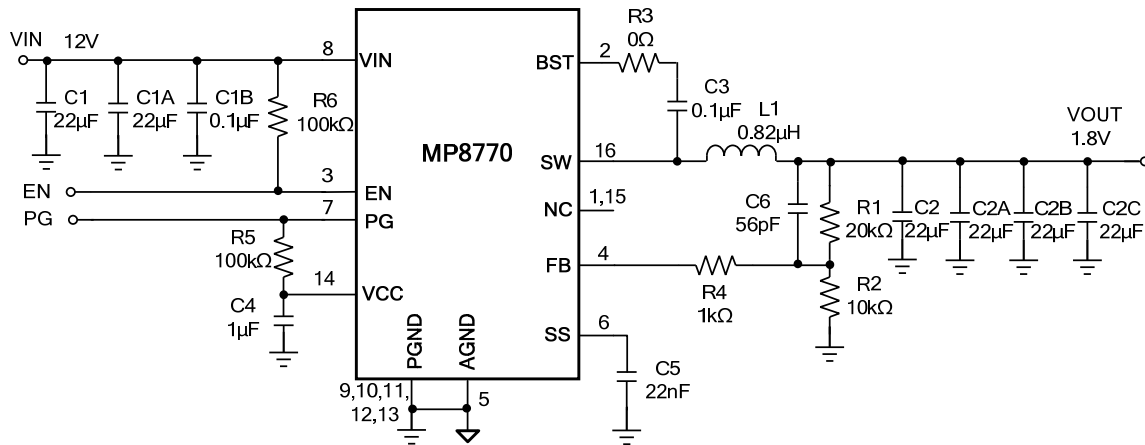 VIN 12V
C1
22µF
C1A
22µF
C1B
0.1µF
R6
100kΩ
EN
PG
R5
100kΩ
C4
1µF
8
3
7
14
VIN
EN
PG
VCC
MP8770
BST
SW
NC
FB
SS
PGND
AGND
9,10,11,
12,13
5
2
16
1,15
4
6
R3
0Ω
C3
0.1µF
L1
0.82µH
C6
56pF
R4
1kΩ
C5
22nF
R1
20kΩ
R2
10kΩ
C2
22µF
C2A
22µF
C2B
22µF
C2C
22µF
VOUT
1.8V